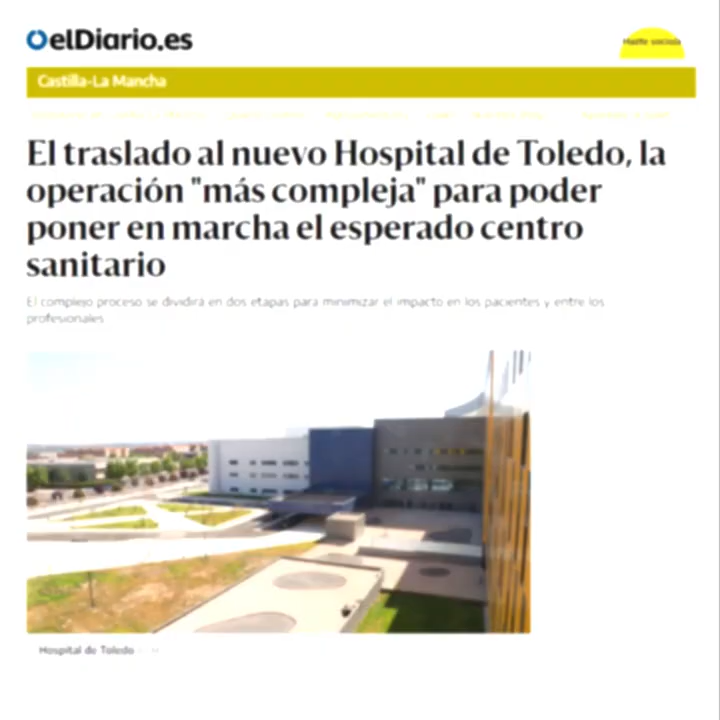 elDiario.es
Hazte socio/a
Castilla-La Mancha
El traslado al nuevo Hospital de Toledo, la
operación "más compleja" para poder
poner en marcha el esperado centro
sanitario
El complejo proceso se dividirá en dos etapas para minimizar el impacto en los pacientes y entre los
profesionales
Hospital de Toledo